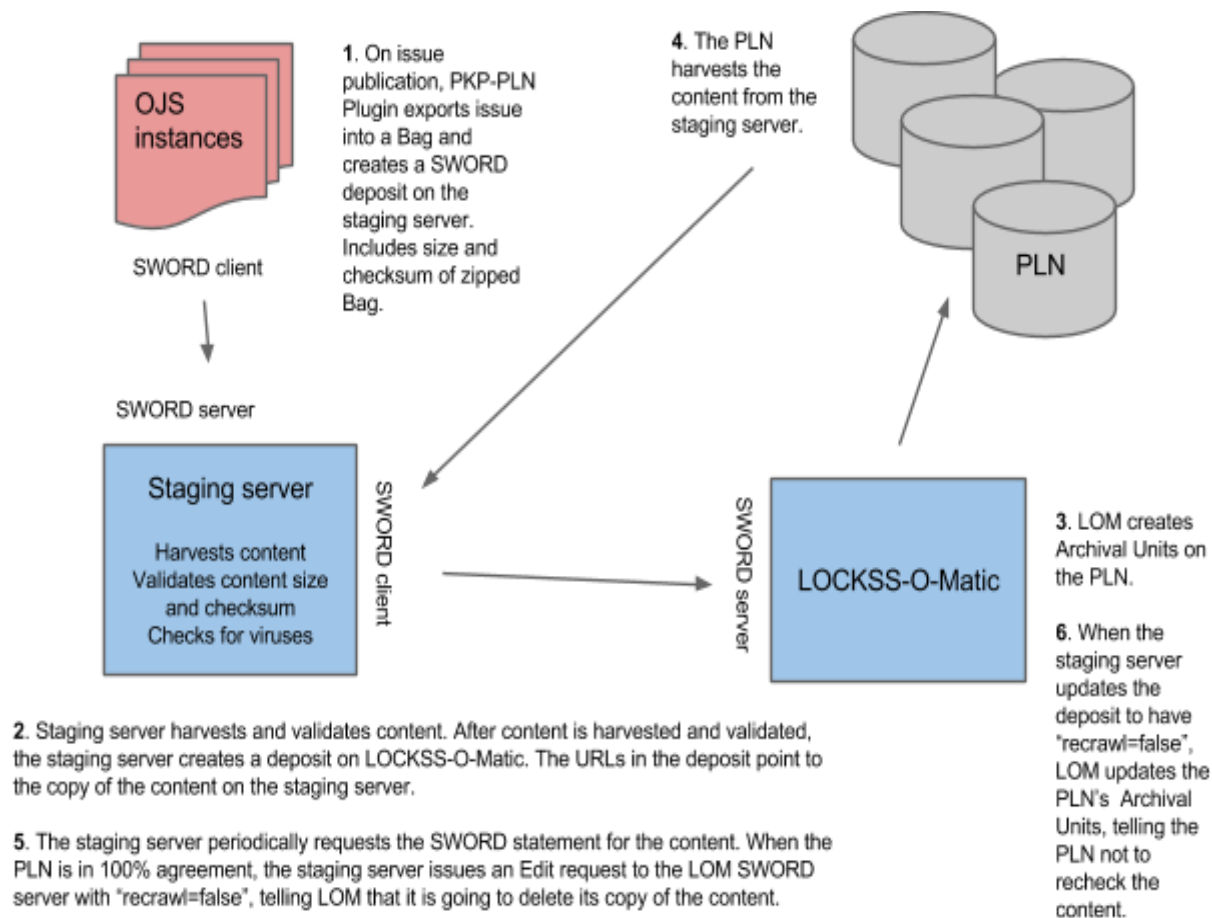 OJS
instances
1. On issue
publication, PKP-PLN
Plugin exports issue
into a Bag and
creates a SWORD
deposit on the
staging server.
Includes size and
checksum of zipped
Bag.
4. The PLN
harvests the
content from the
staging server.
PLN
SWORD client
SWORD server
Staging server
Harvests content
Validates content size
and checksum
Checks for viruses
SWORD client
SWORD server
LOCKSS-O-Matic
3. LOM creates
Archival Units on
the PLN.
6. When the
staging server
updates the
deposit to have
“recrawl=false”,
LOM updates the
PLN’s Archival
Units, telling the
PLN not to
recheck the
content.
2. Staging server harvests and validates content. After content is harvested and validated,
the staging server creates a deposit on LOCKSS-O-Matic. The URLs in the deposit point to
the copy of the content on the staging server.
5. The staging server periodically requests the SWORD statement for the content. When the
PLN is in 100% agreement, the staging server issues an Edit request to the LOM SWORD
server with “recrawl=false”, telling LOM that it is going to delete its copy of the content.